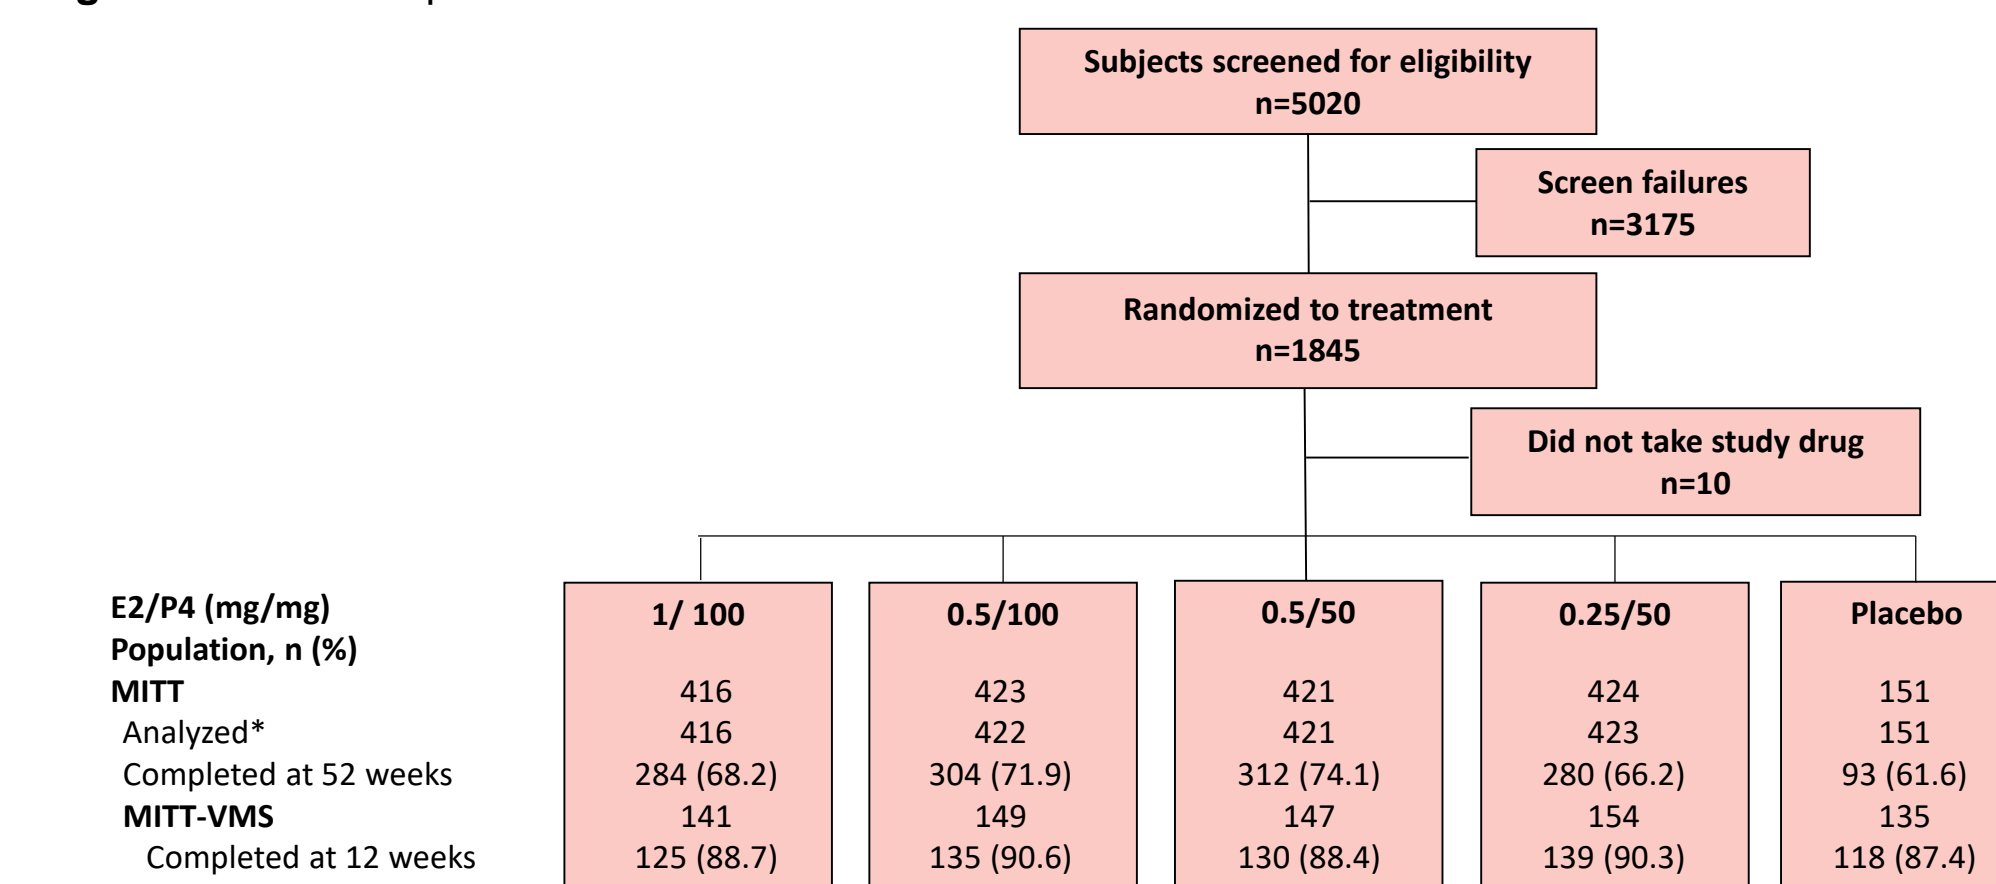 Subjects screened for eligibility
n=5020
Screen failures
n=3175
Randomized to treatment
n=1845
Did not take study drug
n=10
E2/P4 (mg/mg) 1/ 100 0.5/100 0.5/50 0.25/50 Placebo
Population, n (%)
MITT 416 423 421 424 151
Analyzed* 416 422 421 423 151
Completed at 52 weeks 284 (68.2) 304 (71.9) 312 (74.1) 280 (66.2) 93 (61.6)
MITT-VMS 141 149 147 154 135
Completed at 12 weeks 125 (88.7) 135 (90.6) 130 (88.4) 139 (90.3) 118 (87.4)